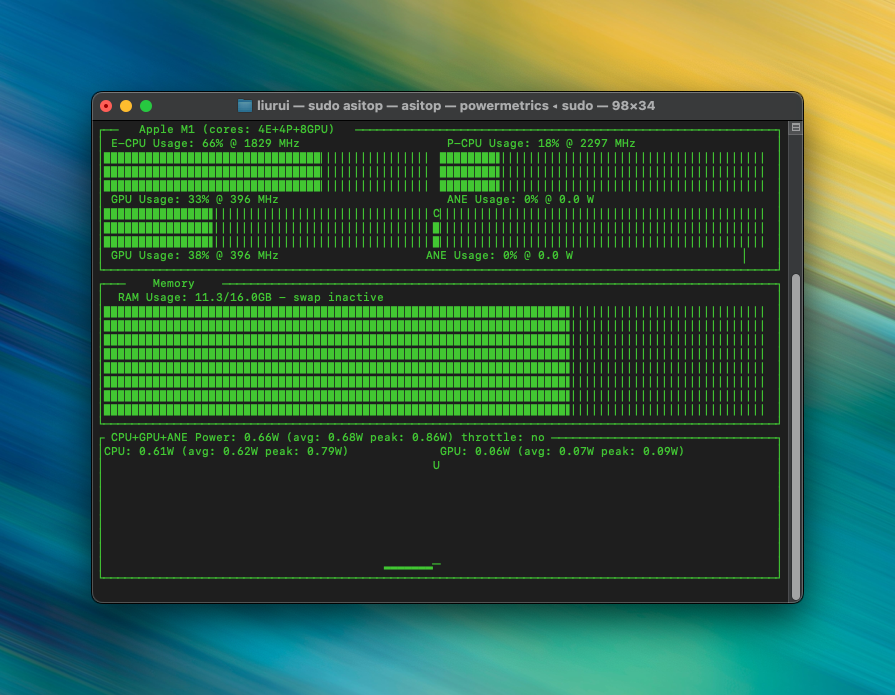 liurui — sudo asitop — asitop — powermetrics ◂ sudo — 98×34
Apple M1 (cores: 4E+4P+8GPU)
E-CPU Usage: 66% @ 1829 MHz P-CPU Usage: 18% @ 2297 MHz
GPU Usage: 33% @ 396 MHz ANE Usage: 0% @ 0.0 W
C
GPU Usage: 38% @ 396 MHz ANE Usage: 0% @ 0.0 W
Memory
RAM Usage: 11.3/16.0GB - swap inactive
CPU+GPU+ANE Power: 0.66W (avg: 0.68W peak: 0.86W) throttle: no
CPU: 0.61W (avg: 0.62W peak: 0.79W) GPU: 0.06W (avg: 0.07W peak: 0.09W)
U